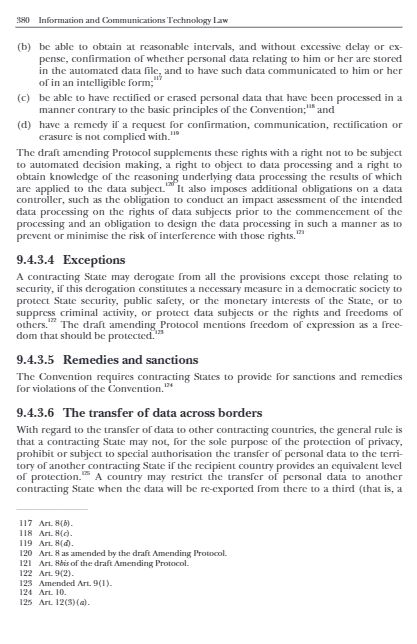 380 Information and Communications Technology Law
(b) be able to obtain at reasonable intervals, and without excessive delay or ex-
pense, confirmation of whether personal data relating to him or her are stored
in the automated data file, and to have such data communicated to him or her
of in an intelligible form;117
(c) be able to have rectified or erased personal data that have been processed in a
manner contrary to the basic principles of the Convention;118 and
(d) have a remedy if a request for confirmation, communication, rectification or
erasure is not complied with.119
The draft amending Protocol supplements these rights with a right not to be subject
to automated decision making, a right to object to data processing and a right to
obtain knowledge of the reasoning underlying data processing the results of which
are applied to the data subject.120 It also imposes additional obligations on a data
controller, such as the obligation to conduct an impact assessment of the intended
data processing on the rights of data subjects prior to the commencement of the
processing and an obligation to design the data processing in such a manner as to
prevent or minimise the risk of interference with those rights.121
9.4.3.4 Exceptions
A contracting State may derogate from all the provisions except those relating to
security, if this derogation constitutes a necessary measure in a democratic society to
protect State security, public safety, or the monetary interests of the State, or to
suppress criminal activity, or protect data subjects or the rights and freedoms of
others.122 The draft amending Protocol mentions freedom of expression as a free-
dom that should be protected.123
9.4.3.5 Remedies and sanctions
The Convention requires contracting States to provide for sanctions and remedies
for violations of the Convention.124
9.4.3.6 The transfer of data across borders
With regard to the transfer of data to other contracting countries, the general rule is
that a contracting State may not, for the sole purpose of the protection of privacy,
prohibit or subject to special authorisation the transfer of personal data to the terri-
tory of another contracting State if the recipient country provides an equivalent level
of protection.125 A country may restrict the transfer of personal data to another
contracting State when the data will be re-exported from there to a third (that is, a
117 Art. 8(b).
118 Art. 8(c).
119 Art. 8(d).
120 Art. 8 as amended by the draft Amending Protocol.
121 Art. 8bis of the draft Amending Protocol.
122 Art. 9(2).
123 Amended Art. 9(1).
124 Art. 10.
125 Art. 12(3)(a).